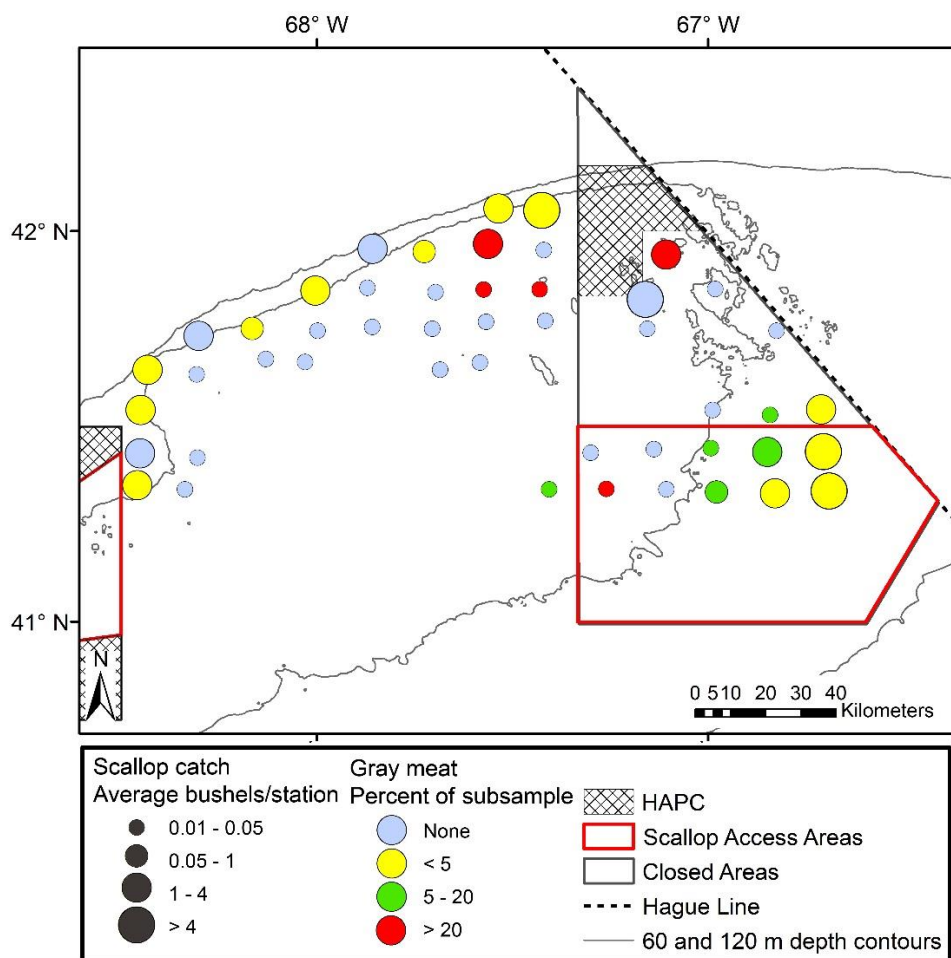 68° W 67° W
42° N
41° N
N
0 5 10 20 30 40
Kilometers
Scallop catch
Average bushels/station
0.01 - 0.05
0.05 - 1
1 - 4
> 4
Gray meat
Percent of subsample
None
< 5
5 - 20
> 20
HAPC
Scallop Access Areas
Closed Areas
Hague Line
60 and 120 m depth contours